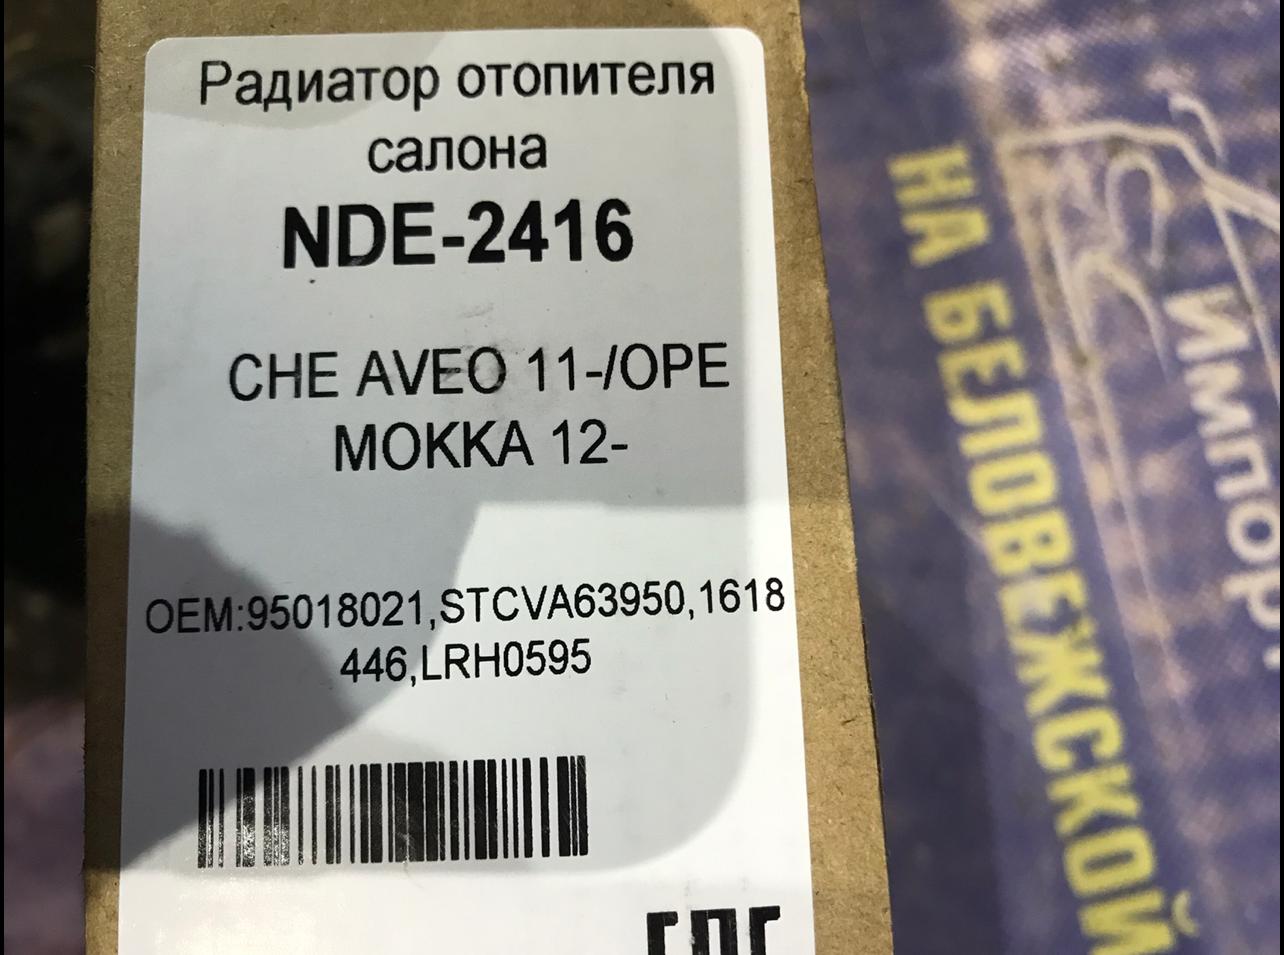 Радиатор отопителя
салона
NDE-2416
CHE AVEO 11-/OPE
MOKKA 12-
OEM:95018021,STCVA63950,1618
446,LRH0595
НА БЕЛОВЕЖСКОЙ